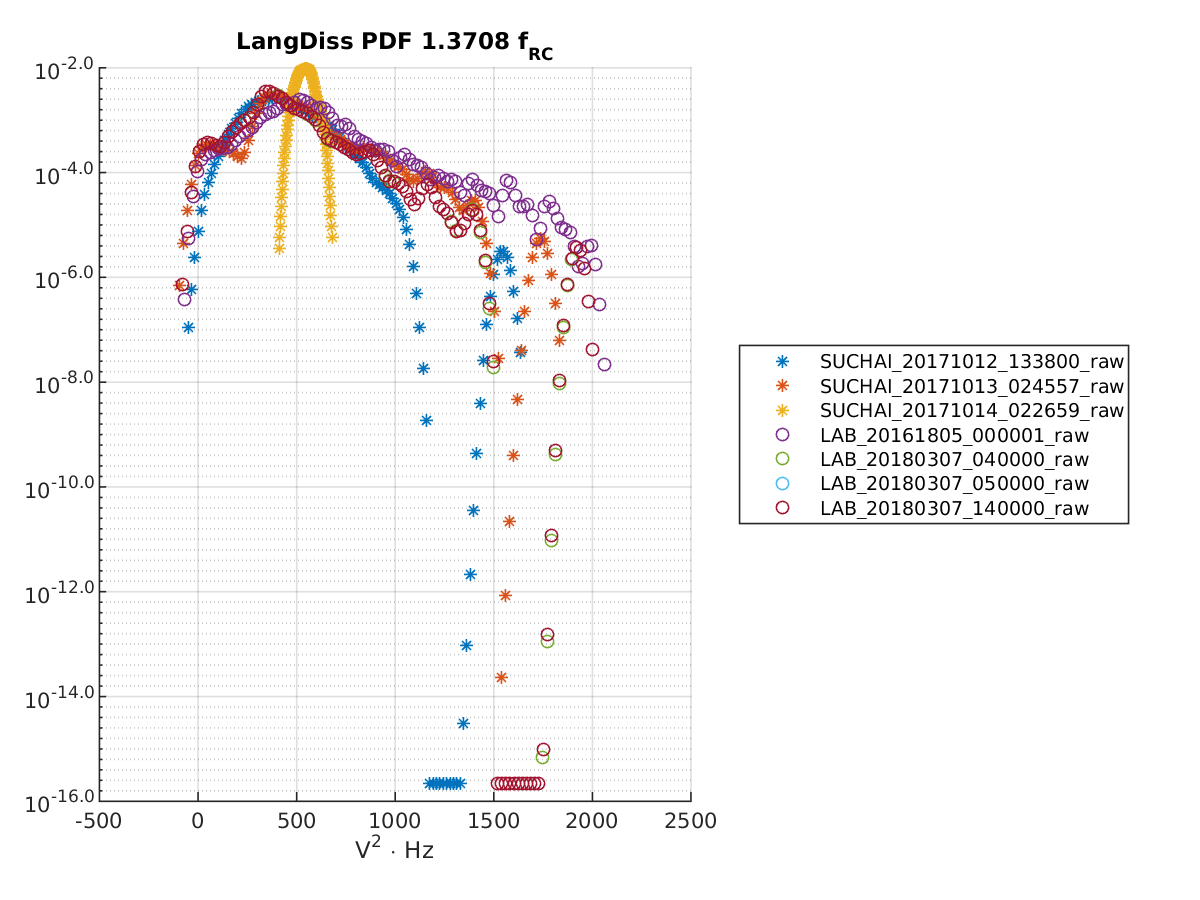 LangDiss PDF 1.3708 f_RC
10^-2.0
10^-4.0
10^-6.0
10^-8.0
10^-10.0
10^-12.0
10^-14.0
10^-16.0
-500 0 500 1000 1500 2000 2500
V^2 · Hz
SUCHAI_20171012_133800_raw
SUCHAI_20171013_024557_raw
SUCHAI_20171014_022659_raw
LAB_20161805_000001_raw
LAB_20180307_040000_raw
LAB_20180307_050000_raw
LAB_20180307_140000_raw